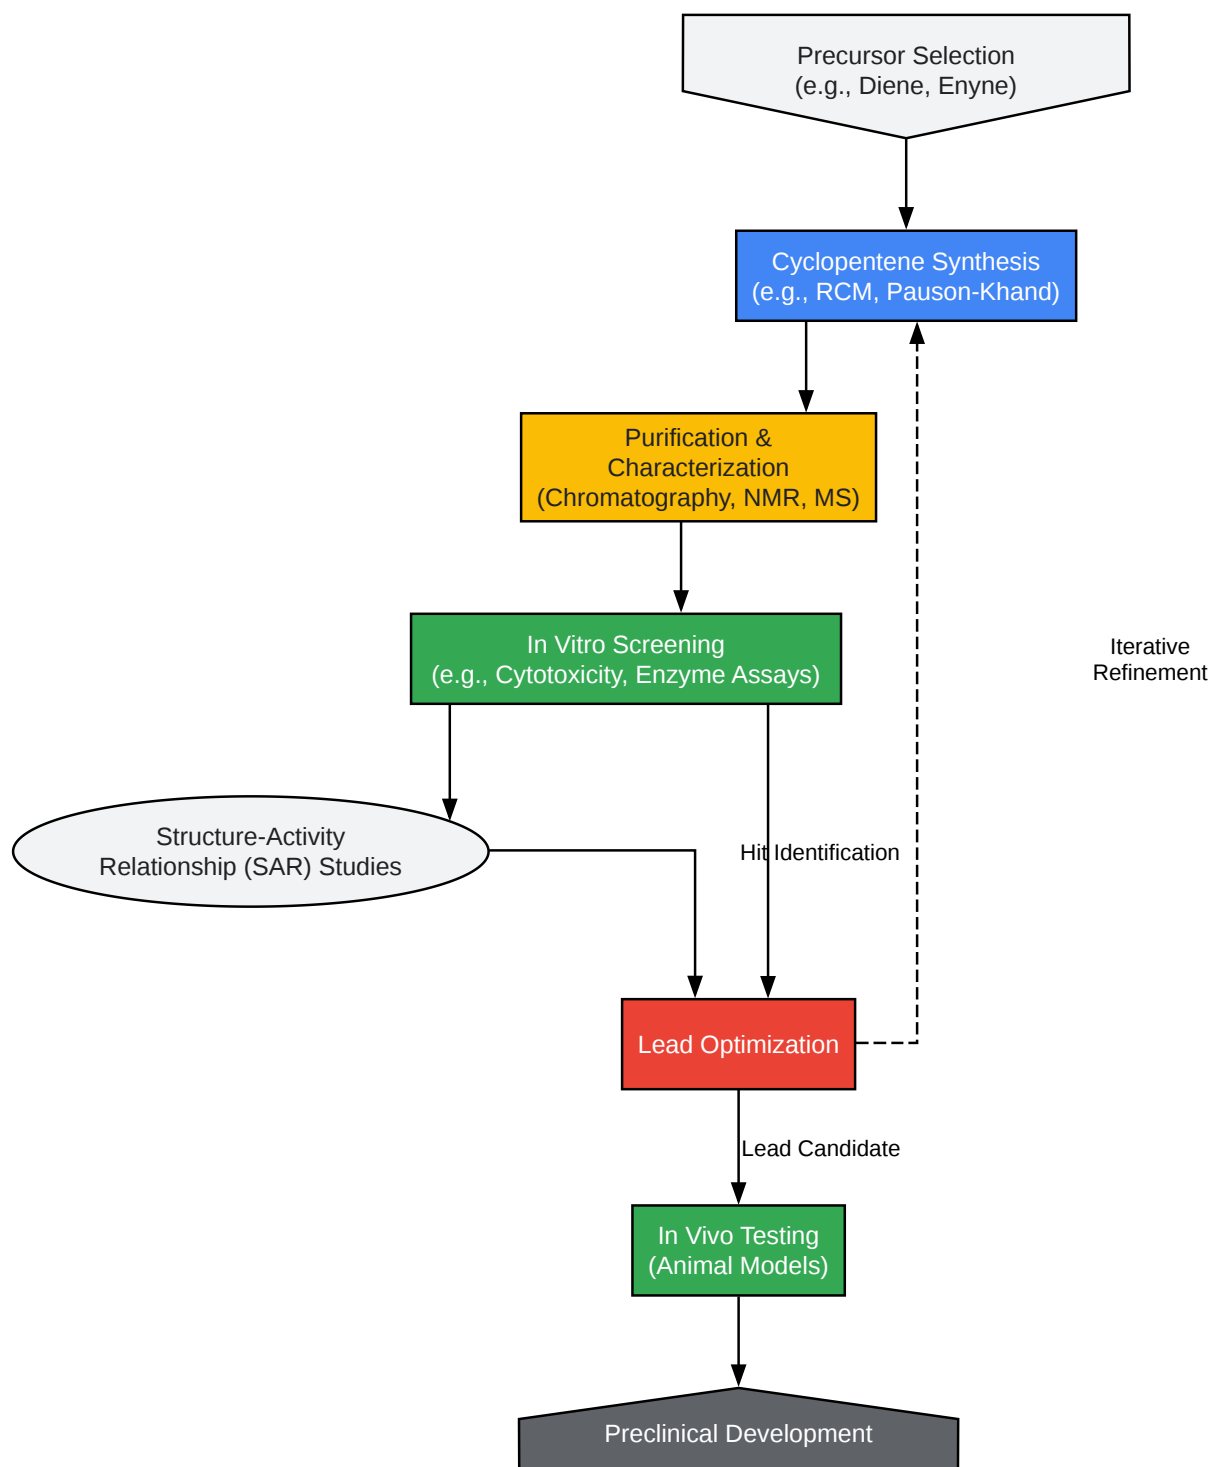 Precursor Selection
(e.g., Diene, Enyne)
Cyclopentene Synthesis
(e.g., RCM, Pauson-Khand)
Purification &
Characterization
(Chromatography, NMR, MS)
In Vitro Screening
(e.g., Cytotoxicity, Enzyme Assays)
Iterative
Refinement
Structure-Activity
Relationship (SAR) Studies
Hit Identification
Lead Optimization
Lead Candidate
In Vivo Testing
(Animal Models)
Preclinical Development